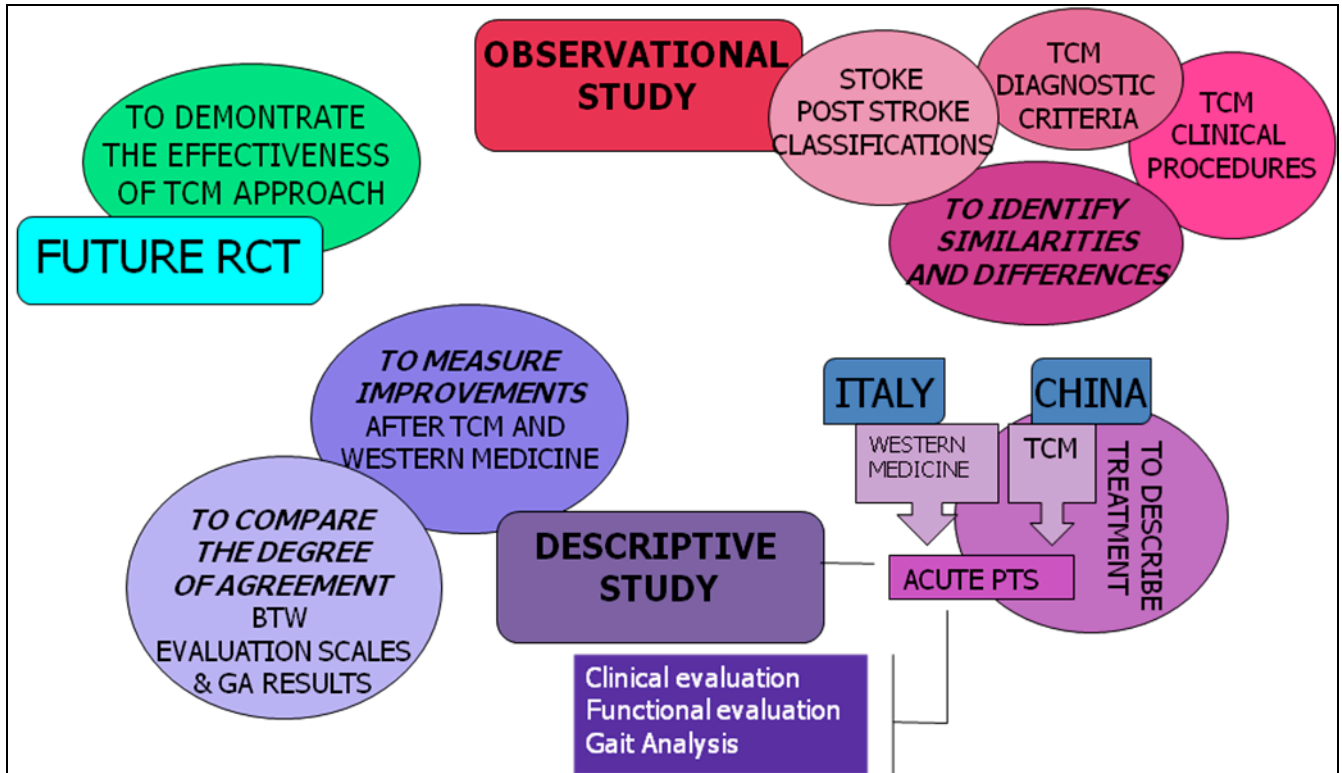 OBSERVATIONAL
STUDY
STOKE
POST STROKE
CLASSIFICATIONS
TCM
DIAGNOSTIC
CRITERIA
TCM
CLINICAL
PROCEDURES
TO IDENTIFY
SIMILARITIES
AND DIFFERENCES
TO DEMONTRATE
THE EFFECTIVENESS
OF TCM APPROACH
FUTURE RCT
TO MEASURE
IMPROVEMENTS
AFTER TCM AND
WESTERN MEDICINE
TO COMPARE
THE DEGREE
OF AGREEMENT
BTW
EVALUATION SCALES
& GA RESULTS
DESCRIPTIVE
STUDY
ITALY
CHINA
WESTERN
MEDICINE
TCM
TO DESCRIBE
TREATMENT
ACUTE PTS
Clinical evaluation
Functional evaluation
Gait Analysis